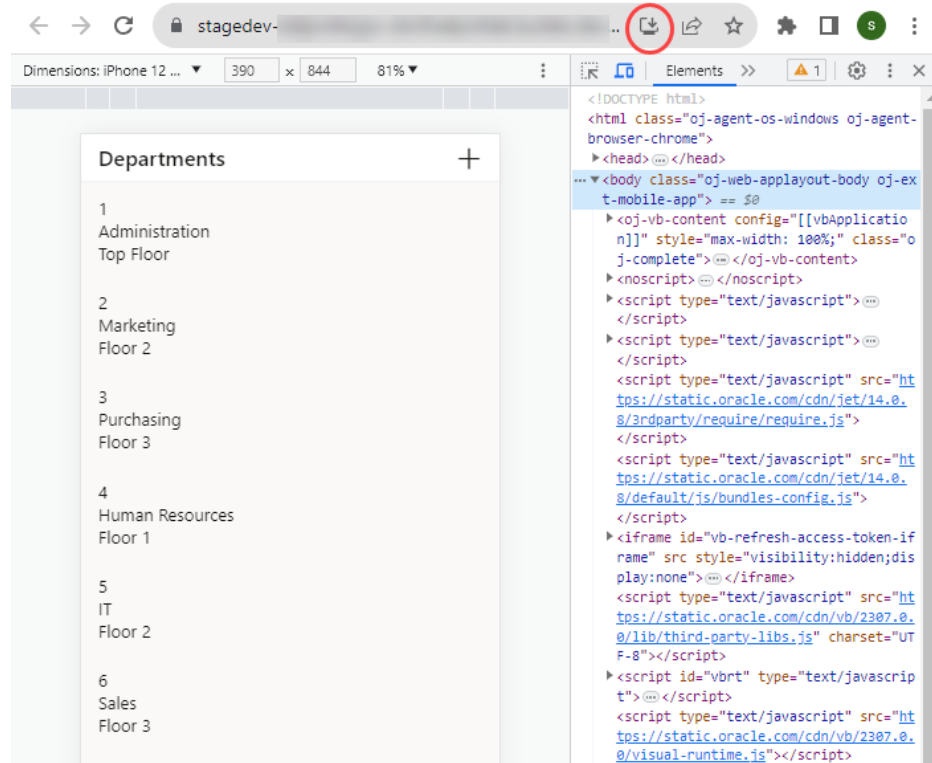 stagedev- ..
S
Dimensions: iPhone 12 ... ▼ 390 x 844 81% ▼
Elements >> 1
Departments +
1
Administration
Top Floor
2
Marketing
Floor 2
3
Purchasing
Floor 3
4
Human Resources
Floor 1
5
IT
Floor 2
6
Sales
Floor 3
<!DOCTYPE html>
<html class="oj-agent-os-windows oj-agent-
browser-chrome">
▶<head> ... </head>
... ▼<body class="oj-web-applayout-body oj-ex
t-mobile-app"> == $0
▶<oj-vb-content config="[[vbApplicatio
n]]" style="max-width: 100%;" class="o
j-complete"> ... </oj-vb-content>
▶<noscript> ... </noscript>
▶<script type="text/javascript"> ...
</script>
▶<script type="text/javascript"> ...
</script>
<script type="text/javascript" src="ht
tps://static.oracle.com/cdn/jet/14.0.
8/3rdparty/require/require.js">
</script>
<script type="text/javascript" src="ht
tps://static.oracle.com/cdn/jet/14.0.
8/default/js/bundles-config.js">
</script>
▶<iframe id="vb-refresh-access-token-if
rame" src style="visibility:hidden;dis
play:none"> ... </iframe>
<script type="text/javascript" src="ht
tps://static.oracle.com/cdn/vb/2307.0.
0/lib/third-party-libs.js" charset="UT
F-8"></script>
▶<script id="vbrt" type="text/javascrip
t"> ... </script>
<script type="text/javascript" src="ht
tps://static.oracle.com/cdn/vb/2307.0.
0/visual-runtime.js"></script>